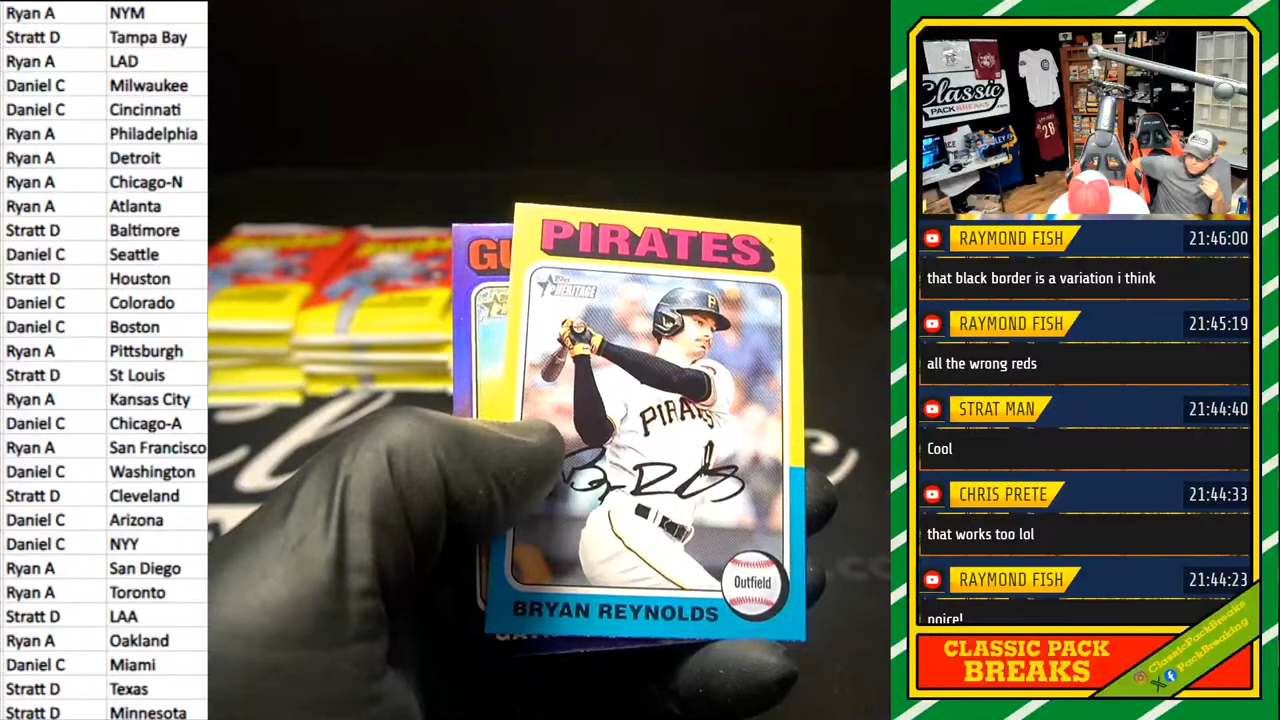 Ryan A NYM
Stratt D Tampa Bay
Ryan A LAD
Daniel C Milwaukee
Daniel C Cincinnati
Ryan A Philadelphia
Ryan A Detroit
Ryan A Chicago-N
Ryan A Atlanta
Stratt D Baltimore
Daniel C Seattle
Stratt D Houston
Daniel C Colorado
Daniel C Boston
Ryan A Pittsburgh
Stratt D St Louis
Ryan A Kansas City
Daniel C Chicago-A
Ryan A San Francisco
Daniel C Washington
Stratt D Cleveland
Daniel C Arizona
Daniel C NYY
Ryan A San Diego
Ryan A Toronto
Stratt D LAA
Ryan A Oakland
Daniel C Miami
Stratt D Texas
Stratt D Minnesota
GU
PIRATES
HERITAGE
PIRA
Outfield
BRYAN REYNOLDS
Classic
PACK BREAKS
28
RAYMOND FISH 21:46:00
that black border is a variation i think
RAYMOND FISH 21:45:19
all the wrong reds
STRAT MAN 21:44:40
Cool
CHRIS PRETE 21:44:33
that works too lol
RAYMOND FISH 21:44:23
noice!
CLASSIC PACK
BREAKS
ClassicPackBreaks
PackBreaking